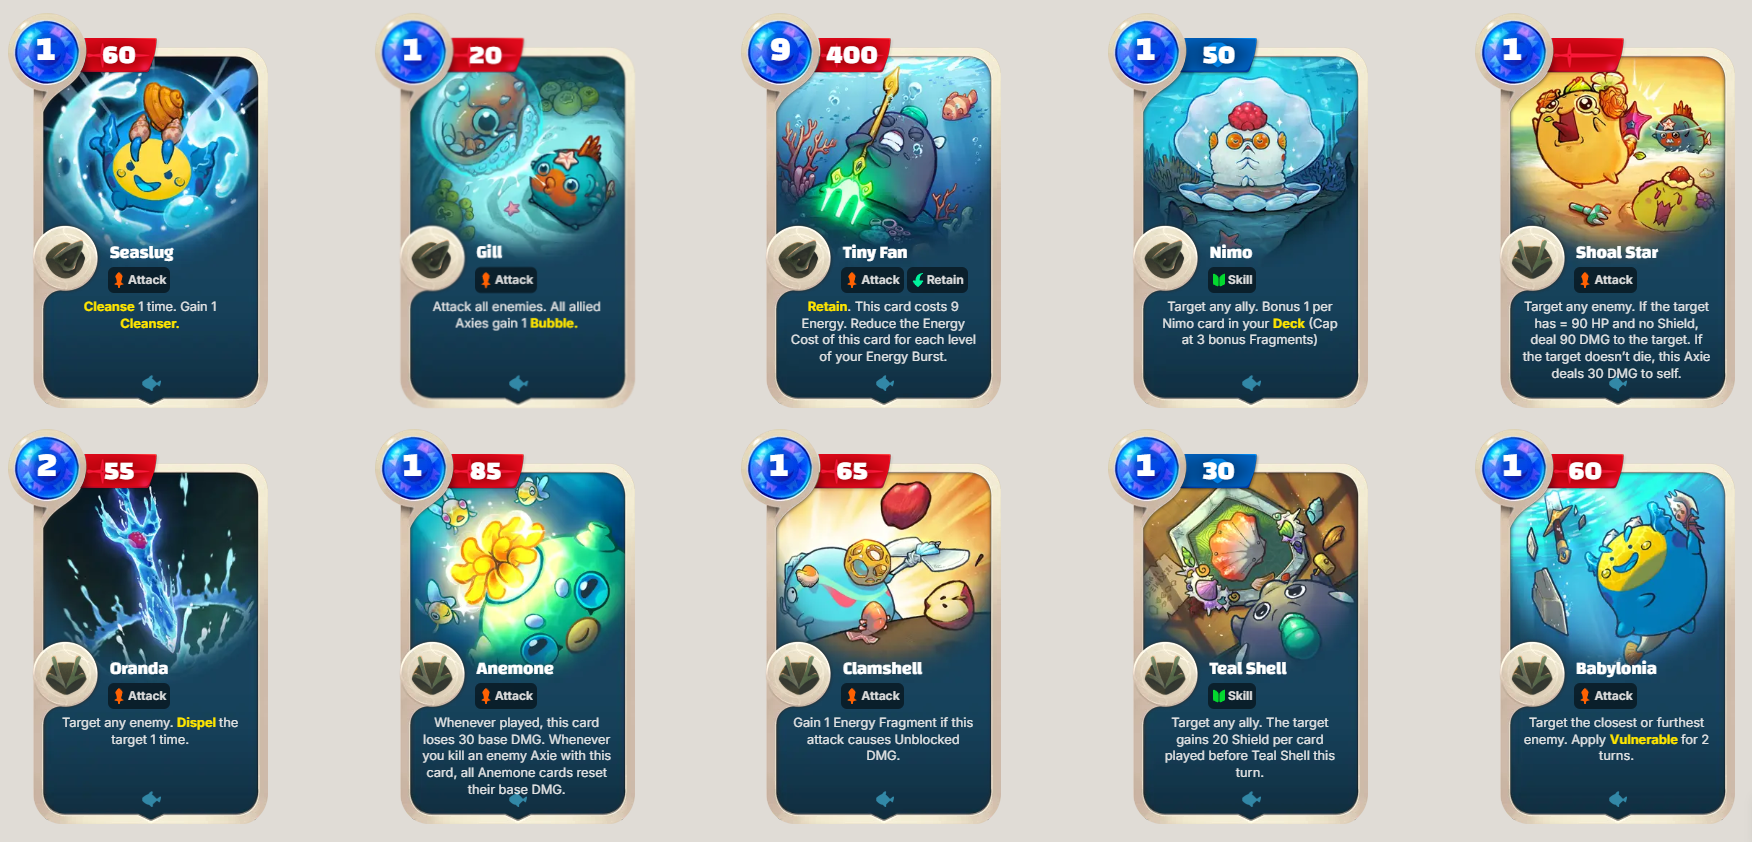 1 60
Seaslug
Attack
Cleanse 1 time. Gain 1
Cleanser.
1 20
Gill
Attack
Attack all enemies. All allied
Axies gain 1 Bubble.
9 400
Tiny Fan
Attack Retain
Retain. This card costs 9
Energy. Reduce the Energy
Cost of this card for each level
of your Energy Burst.
1 50
Nimo
Skill
Target any ally. Bonus 1 per
Nimo card in your Deck (Cap
at 3 bonus Fragments)
1
Shoal Star
Attack
Target any enemy. If the target
has = 90 HP and no Shield,
deal 90 DMG to the target. If
the target doesn't die, this Axie
deals 30 DMG to self.
2 55
Oranda
Attack
Target any enemy. Dispel the
target 1 time.
1 85
Anemone
Attack
Whenever played, this card
loses 30 base DMG. Whenever
you kill an enemy Axie with this
card, all Anemone cards reset
their base DMG.
1 65
Clamshell
Attack
Gain 1 Energy Fragment if this
attack causes Unblocked
DMG.
1 30
Teal Shell
Skill
Target any ally. The target
gains 20 Shield per card
played before Teal Shell this
turn.
1 60
Babylonia
Attack
Target the closest or furthest
enemy. Apply Vulnerable for 2
turns.